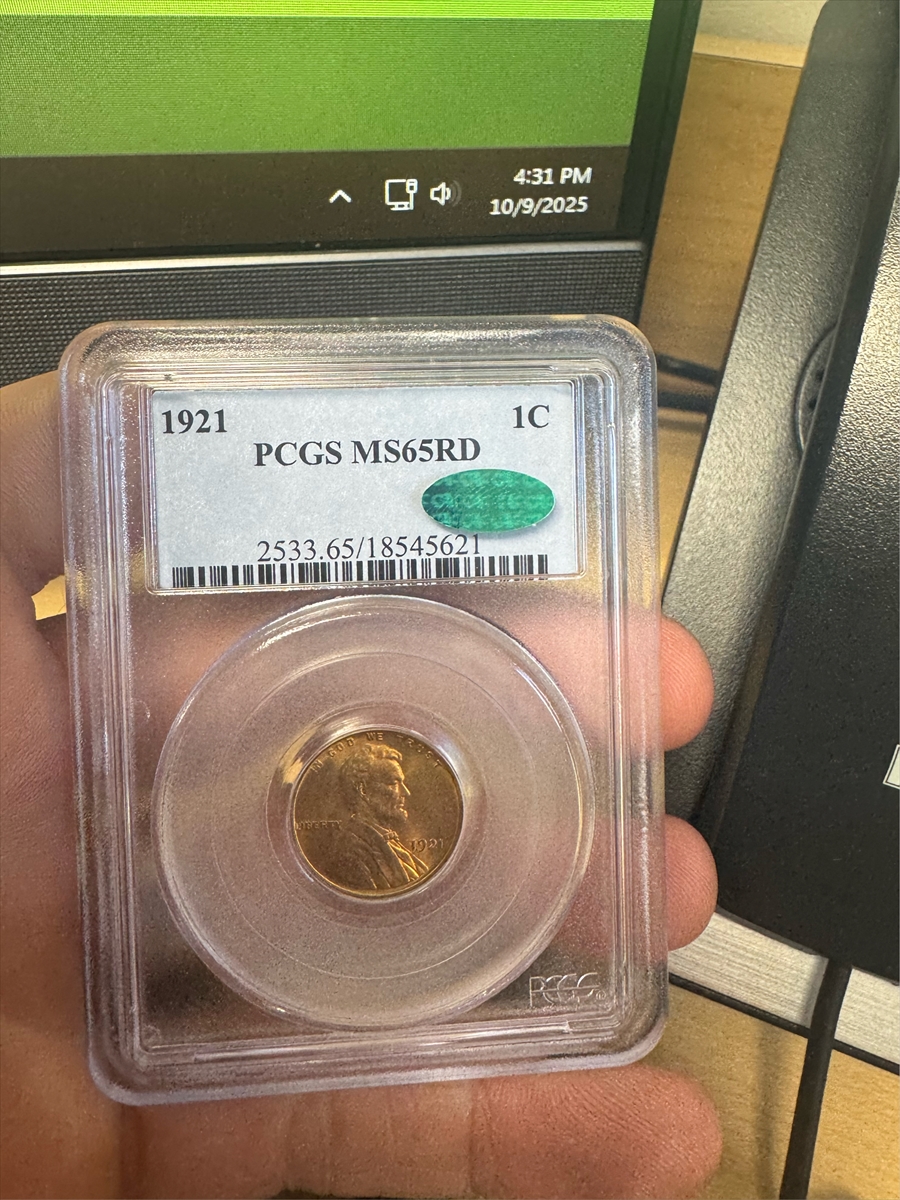 4:31 PM
10/9/2025
1921 1C
PCGS MS65RD
2533.65/18545621
IN GOD WE TRUST
LIBERTY
1921
PCGS